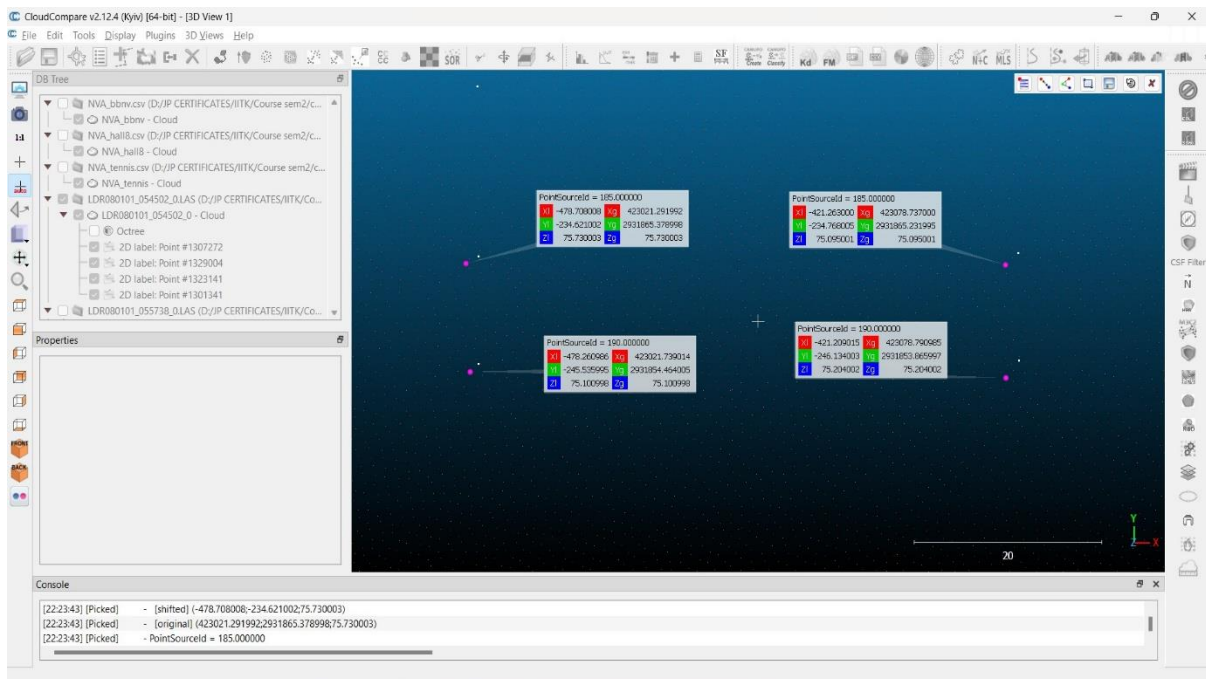 CloudCompare v2.12.4 (Kyiv) [64-bit] - [3D View 1]
File Edit Tools Display Plugins 3D Views Help
SOR SF Kd FM N+C MLS
DB Tree
NVA_bbnv.csv (D:/JP CERTIFICATES/IITK/Course sem2/c...
NVA_bbnv - Cloud
1:1
NVA_hall8.csv (D:/JP CERTIFICATES/IITK/Course sem2/c...
NVA_hall8 - Cloud
NVA_tennis.csv (D:/JP CERTIFICATES/IITK/Course sem2/c...
NVA_tennis - Cloud
LDR080101_054502_0.LAS (D:/JP CERTIFICATES/IITK/Co...
LDR080101_054502_0 - Cloud
Octree
2D label: Point #1307272
2D label: Point #1329004
2D label: Point #1323141
2D label: Point #1301341
LDR080101_055738_0.LAS (D:/JP CERTIFICATES/IITK/Co...
Properties
FRONT
BACK
PointSourceId = 185.000000
Xl -478.708008 Xg 423021.291992
Yl -234.621002 Yg 2931865.378998
Zl 75.730003 Zg 75.730003
PointSourceId = 185.000000
Xl -421.263000 Xg 423078.737000
Yl -234.768005 Yg 2931865.231995
Zl 75.095001 Zg 75.095001
PointSourceId = 190.000000
Xl -478.260986 Xg 423021.739014
Yl -245.535995 Yg 2931854.464005
Zl 75.100998 Zg 75.100998
PointSourceId = 190.000000
Xl -421.209015 Xg 423078.790985
Yl -246.134003 Yg 2931853.865997
Zl 75.204002 Zg 75.204002
20
Y
Z X
CSF Filter
N
Console
[22:23:43] [Picked] - [shifted] (-478.708008;-234.621002;75.730003)
[22:23:43] [Picked] - [original] (423021.291992;2931865.378998;75.730003)
[22:23:43] [Picked] - PointSourceId = 185.000000